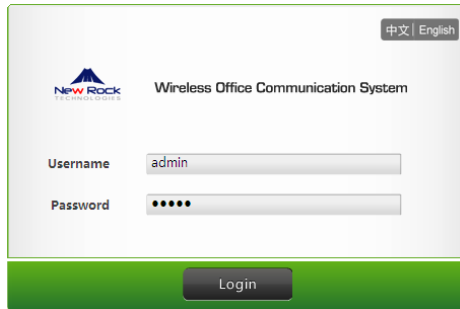 中文 | English
New Rock
TECHNOLOGIES
Wireless Office Communication System
Username
admin
Password
•••••
Login